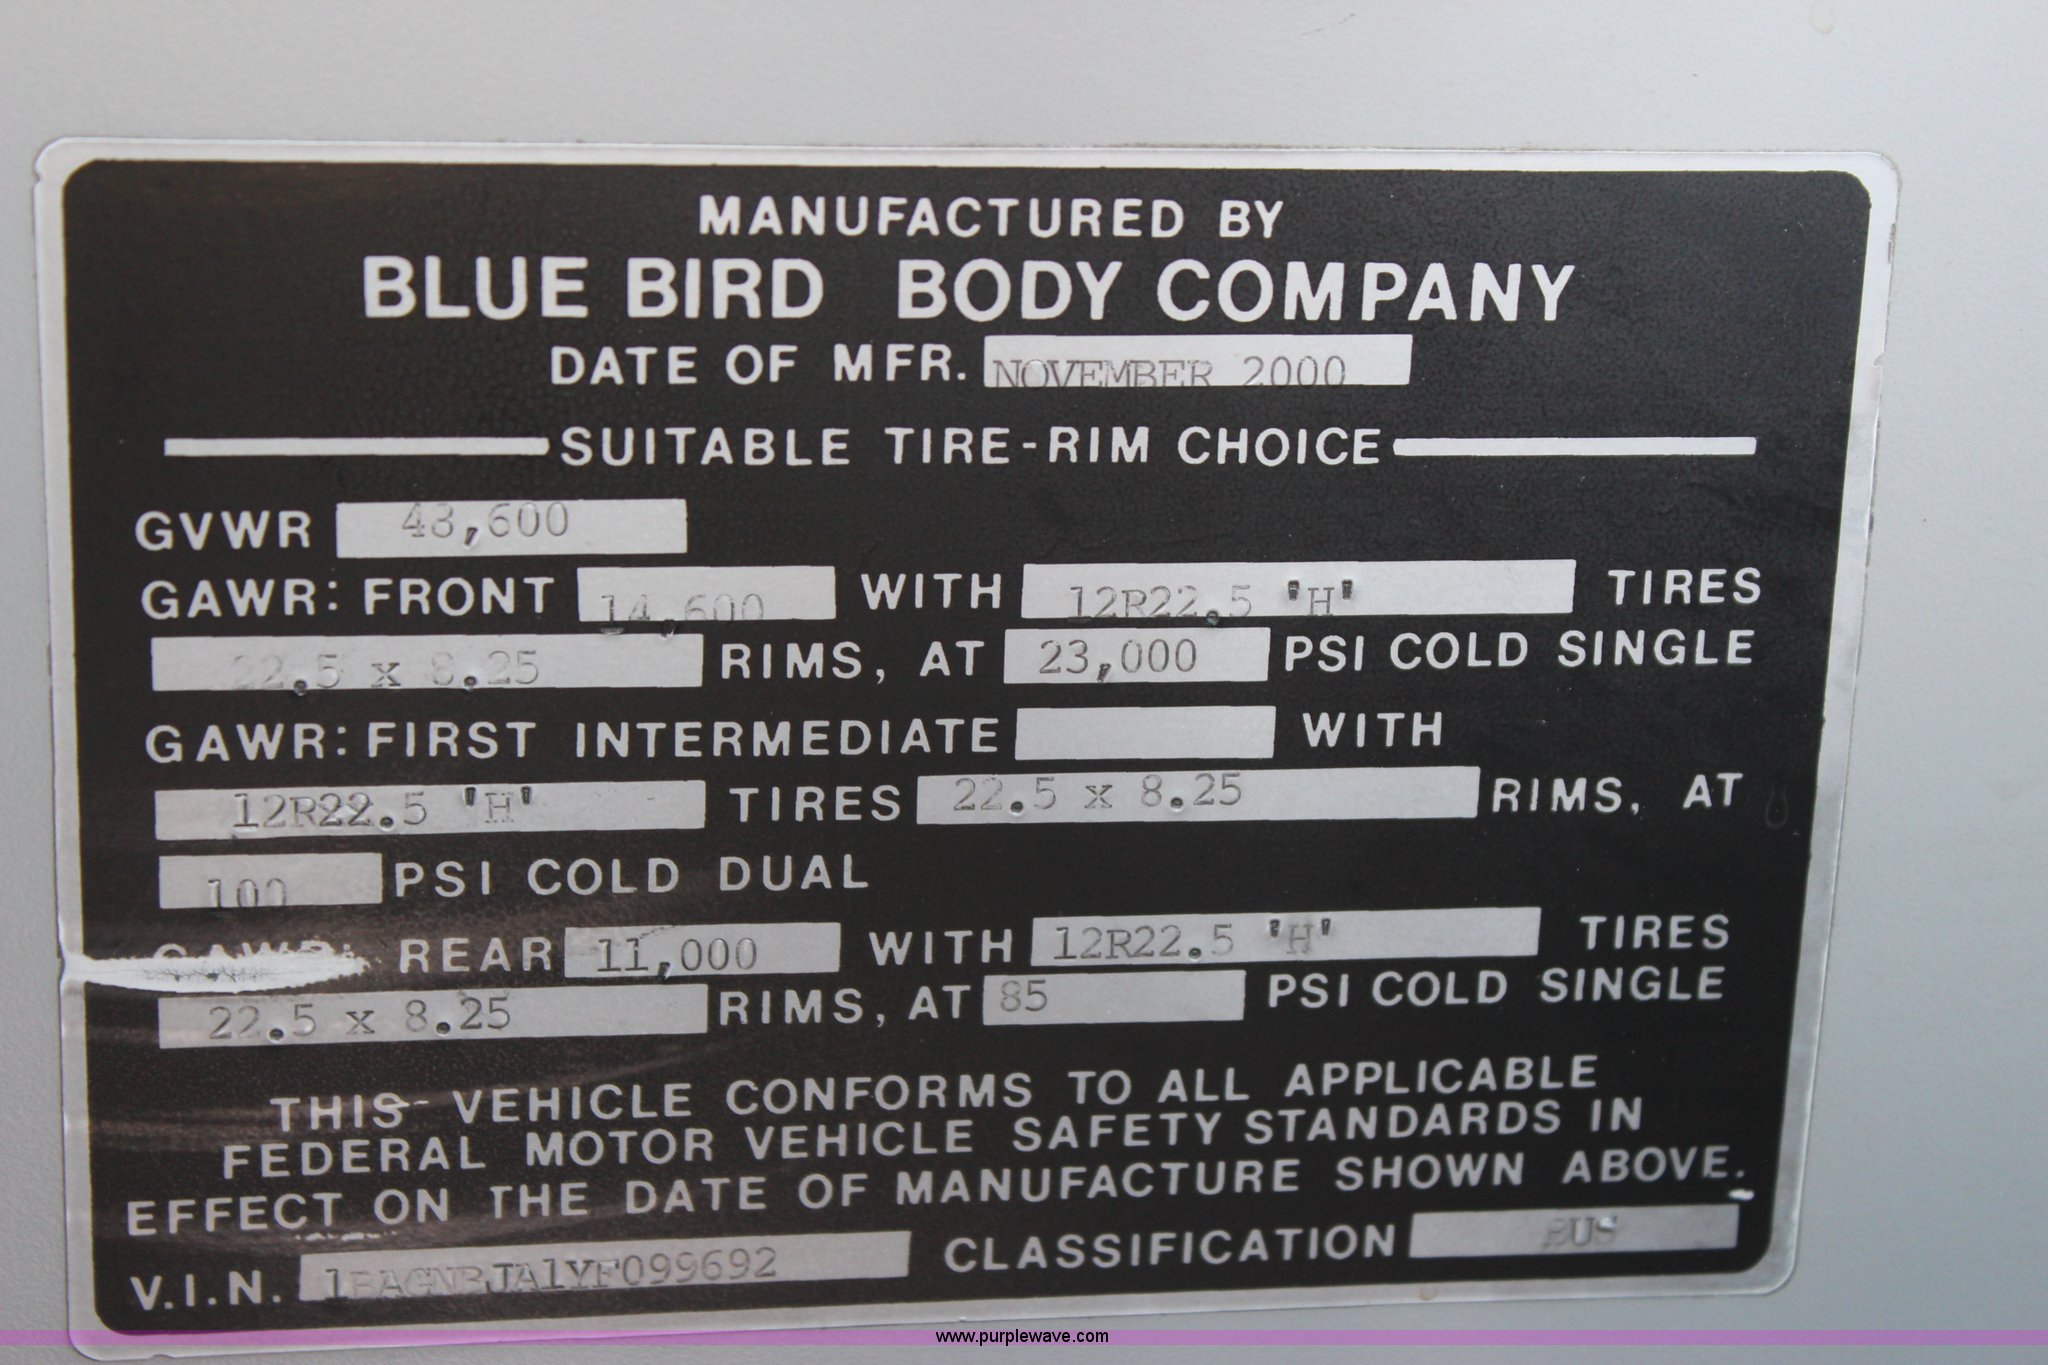 MANUFACTURED BY
BLUE BIRD BODY COMPANY
DATE OF MFR. NOVEMBER 2000
SUITABLE TIRE-RIM CHOICE
GVWR 48,600
GAWR: FRONT 14,600 WITH 12R22.5 'H' TIRES
22.5 x 8.25 RIMS, AT 23,000 PSI COLD SINGLE
GAWR: FIRST INTERMEDIATE WITH
12R22.5 'H' TIRES 22.5 x 8.25 RIMS, AT
100 PSI COLD DUAL
GAWR: REAR 11,000 WITH 12R22.5 'H' TIRES
22.5 x 8.25 RIMS, AT 85 PSI COLD SINGLE
THIS VEHICLE CONFORMS TO ALL APPLICABLE
FEDERAL MOTOR VEHICLE SAFETY STANDARDS IN
EFFECT ON THE DATE OF MANUFACTURE SHOWN ABOVE.
V.I.N. CLASSIFICATION BUS
www.purplewave.com